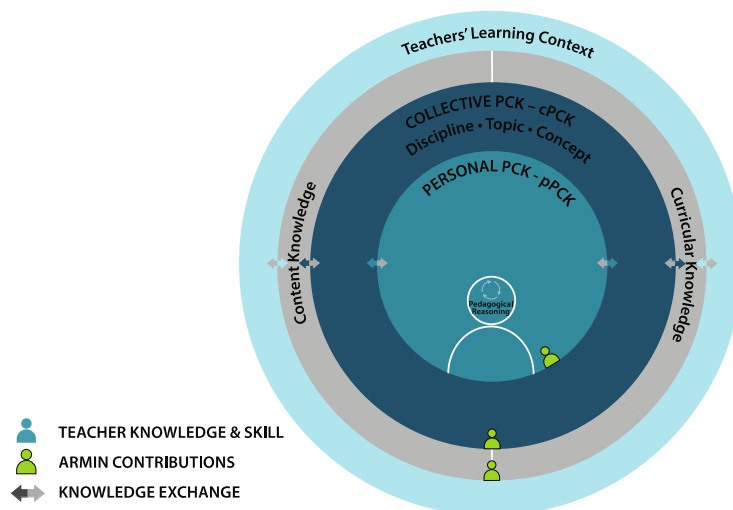 Teachers' Learning Context
COLLECTIVE PCK – cPCK
Discipline • Topic • Concept
PERSONAL PCK - pPCK
Content Knowledge
Curricular Knowledge
Pedagogical
Reasoning
TEACHER KNOWLEDGE & SKILL
ARMIN CONTRIBUTIONS
KNOWLEDGE EXCHANGE